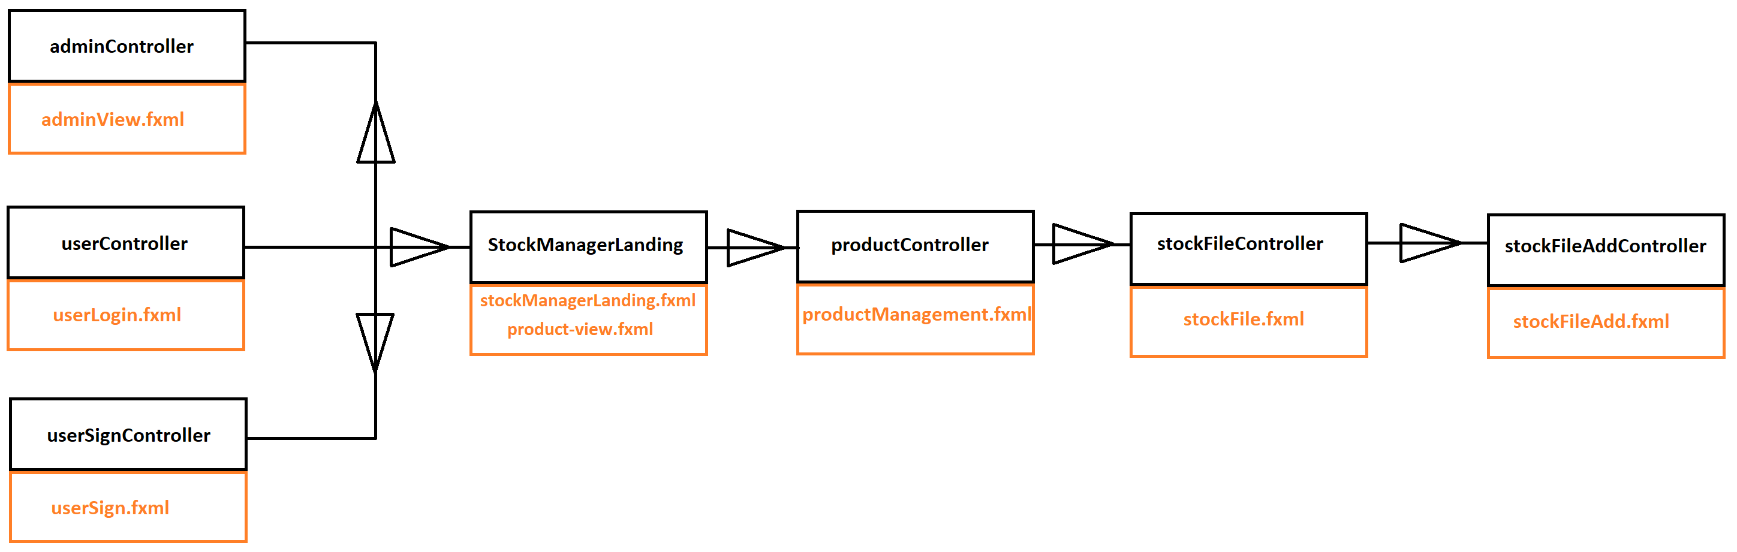 adminController
adminView.fxml
userController
userLogin.fxml
userSignController
userSign.fxml
StockManagerLanding
stockManagerLanding.fxml
product-view.fxml
productController
productManagement.fxml
stockFileController
stockFile.fxml
stockFileAddController
stockFileAdd.fxml